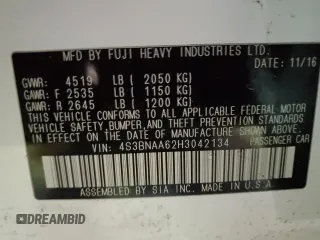 MFD BY FUJI HEAVY INDUSTRIES LTD.
DATE: 11/16
GVWR: 4519 LB ( 2050 KG)
GAWR: F 2535 LB ( 1150 KG)
GAWR: R 2645 LB ( 1200 KG)
THIS VEHICLE CONFORMS TO ALL APPLICABLE FEDERAL MOTOR
VEHICLE SAFETY, BUMPER, AND THEFT PREVENTION STANDARDS
IN EFFECT ON THE DATE OF MANUFACTURE SHOWN ABOVE.
VIN: 4S3BNAA62H3042134
PASSENGER CAR
ASSEMBLED BY SIA INC. MADE IN U.S.A.
© DIAMBID
DIAMBID